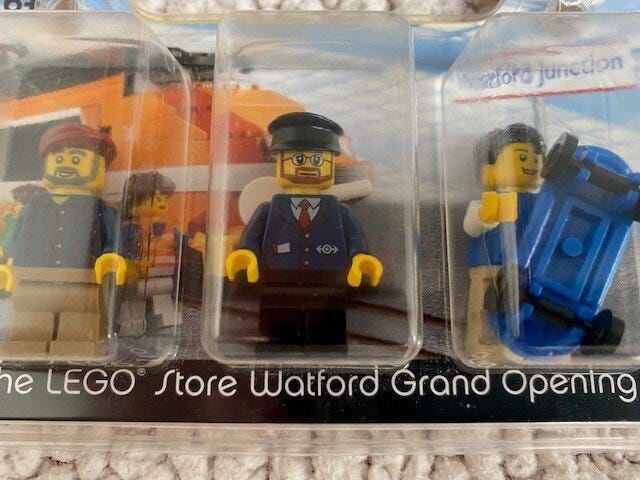 Watford junction
he LEGO® Store Watford Grand Opening